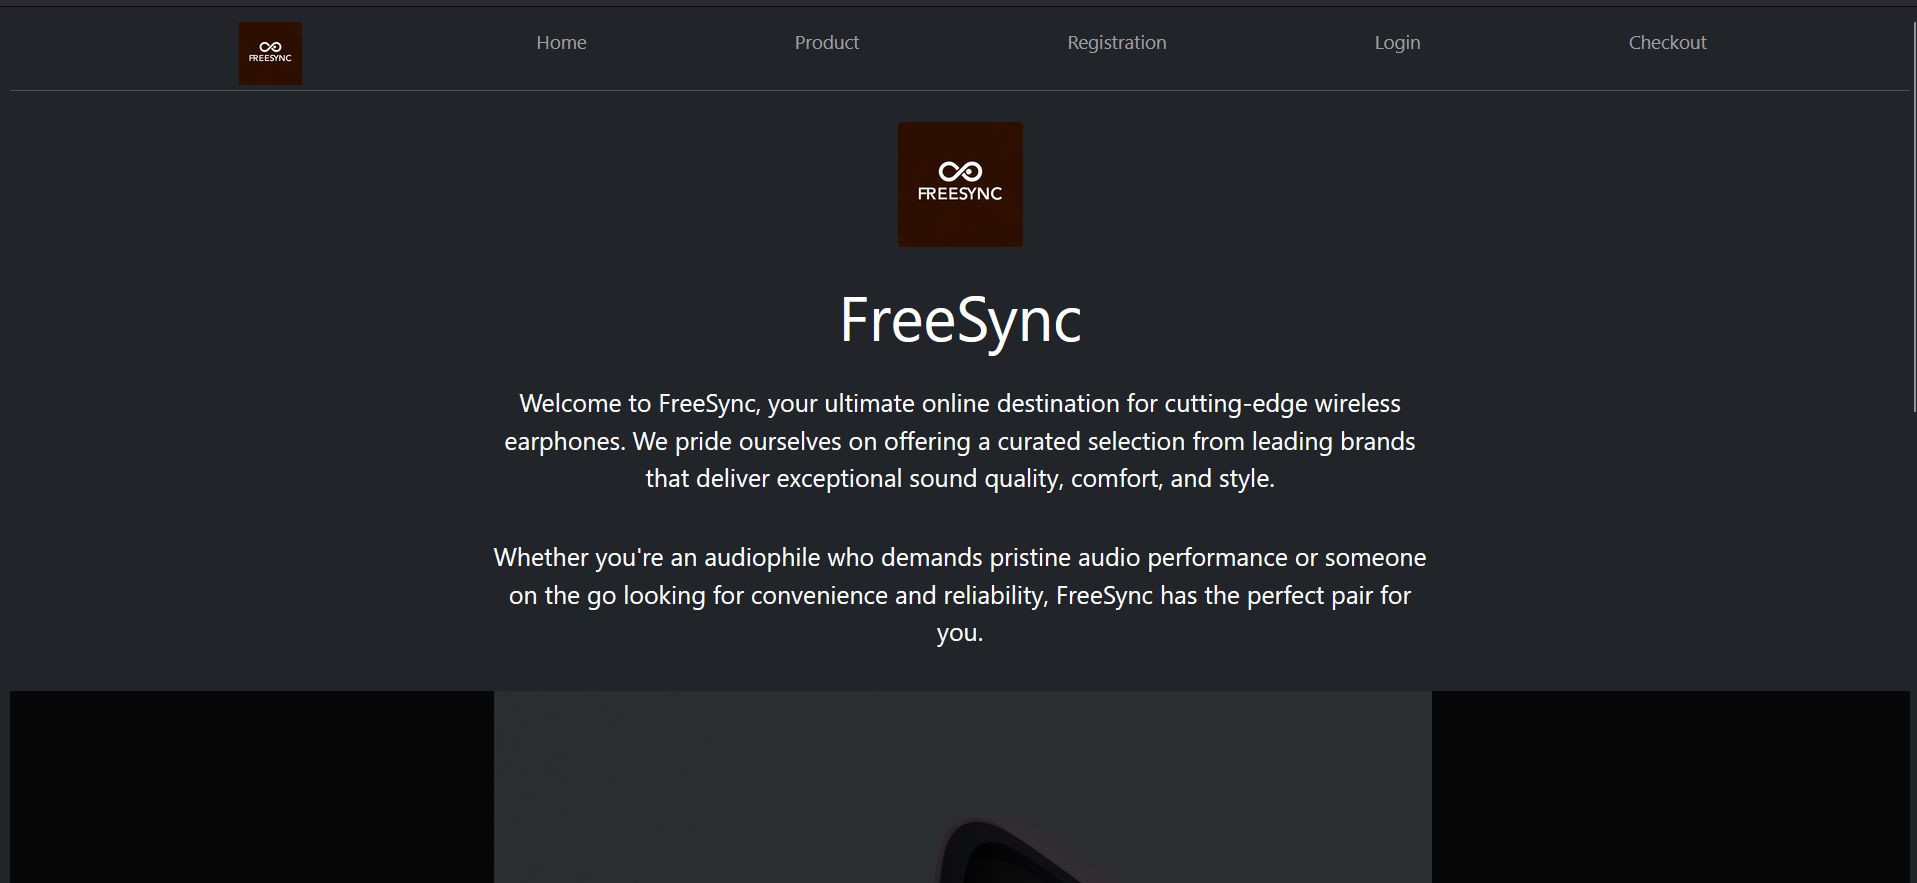 FREESYNC
Home
Product
Registration
Login
Checkout
FREESYNC
FreeSync
Welcome to FreeSync, your ultimate online destination for cutting-edge wireless
earphones. We pride ourselves on offering a curated selection from leading brands
that deliver exceptional sound quality, comfort, and style.
Whether you're an audiophile who demands pristine audio performance or someone
on the go looking for convenience and reliability, FreeSync has the perfect pair for
you.